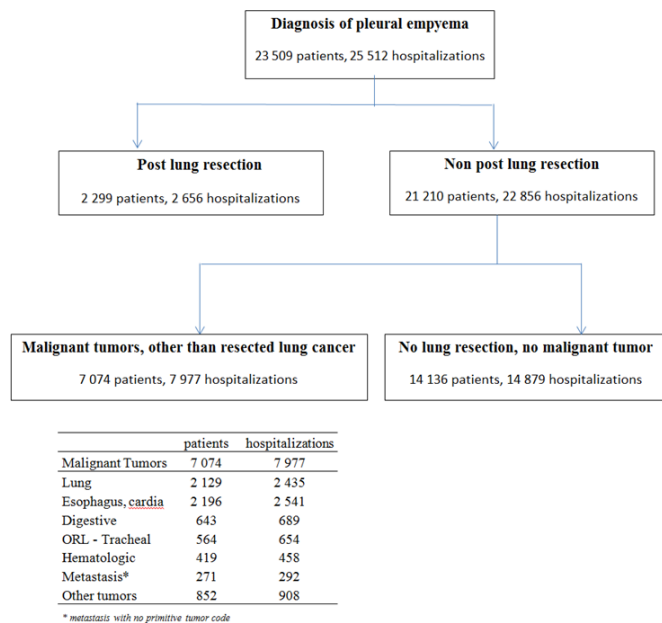 Diagnosis of pleural empyema
23 509 patients, 25 512 hospitalizations
Post lung resection
2 299 patients, 2 656 hospitalizations
Non post lung resection
21 210 patients, 22 856 hospitalizations
Malignant tumors, other than resected lung cancer
7 074 patients, 7 977 hospitalizations
No lung resection, no malignant tumor
14 136 patients, 14 879 hospitalizations
patients hospitalizations
Malignant Tumors 7 074 7 977
Lung 2 129 2 435
Esophagus, cardia 2 196 2 541
Digestive 643 689
ORL - Tracheal 564 654
Hematologic 419 458
Metastasis* 271 292
Other tumors 852 908
* metastasis with no primitive tumor code